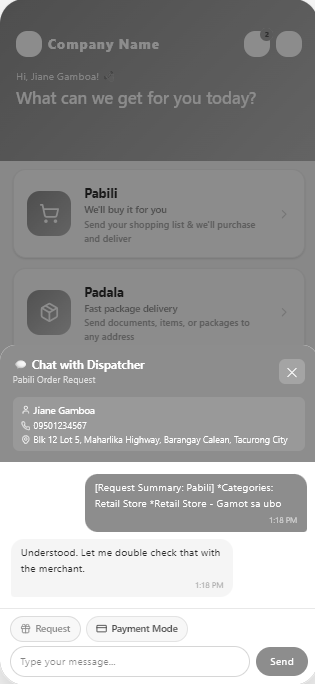 Company Name
2
Hi, Jiane Gamboa!
What can we get for you today?
Pabili
We'll buy it for you
Send your shopping list & we'll purchase
and deliver
Padala
Fast package delivery
Send documents, items, or packages to
any address
Chat with Dispatcher
Pabili Order Request
Jiane Gamboa
09501234567
Blk 12 Lot 5, Maharlika Highway, Barangay Calean, Tacurong City
[Request Summary: Pabili] *Categories:
Retail Store *Retail Store - Gamot sa ubo
1:18 PM
Understood. Let me double check that with
the merchant.
1:18 PM
Request
Payment Mode
Type your message...
Send